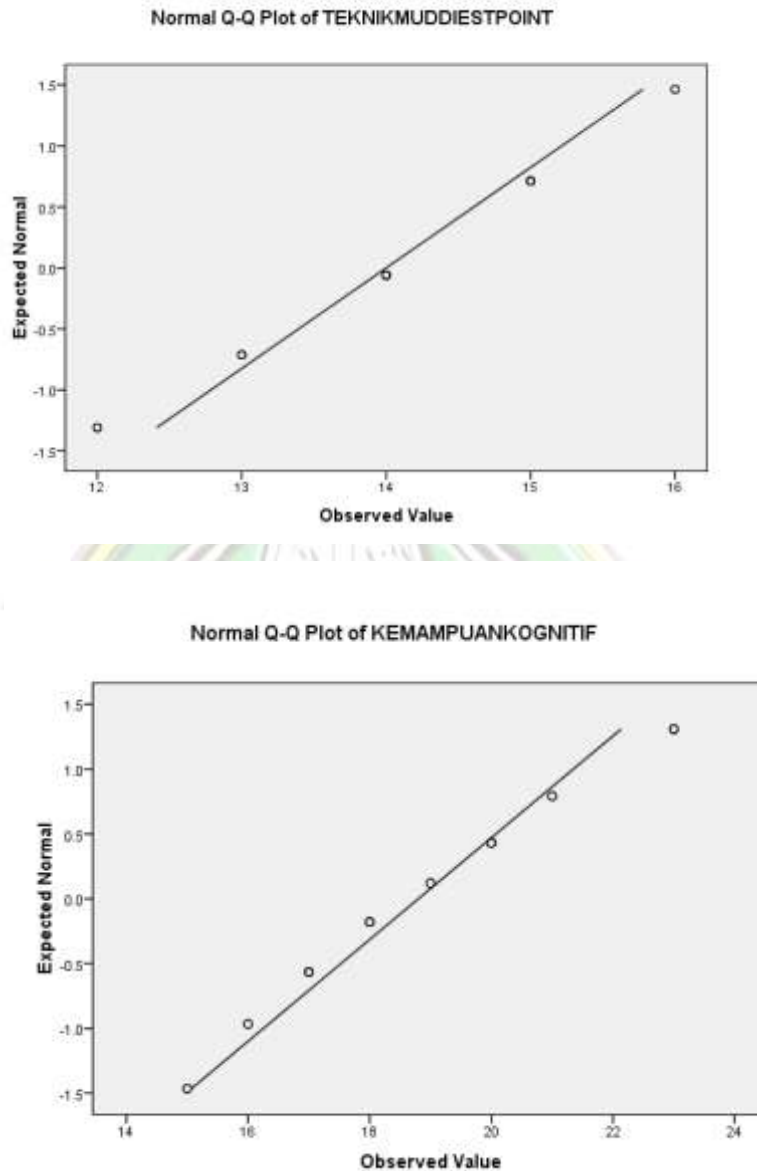 Normal Q-Q Plot of TEKNIKMUDDIESTPOINT
1.5
1.0
0.5
0.0
-0.5
-1.0
-1.5
Expected Normal
12 13 14 15 16
Observed Value
Normal Q-Q Plot of KEMAMPUANKOGNITIF
1.5
1.0
0.5
0.0
-0.5
-1.0
-1.5
Expected Normal
14 16 18 20 22 24
Observed Value